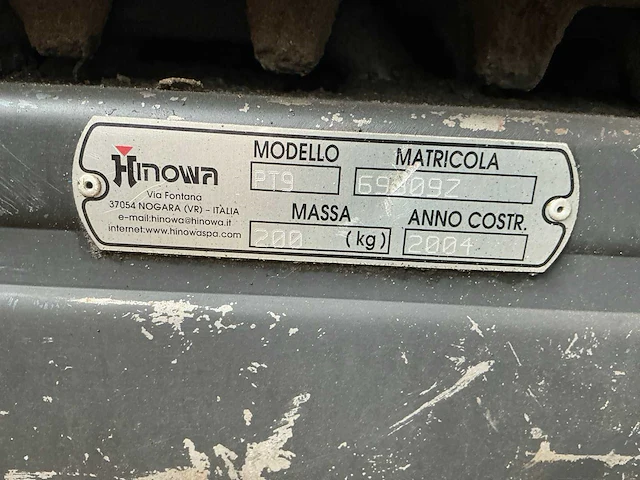 HINOWA
Via Fontana
37054 NOGARA (VR) - ITALIA
e-mail:hinowa@hinowa.it
internet:www.hinowaspa.com
MODELLO
PT9
MATRICOLA
MASSA
200 (kg)
ANNO COSTR.
2004